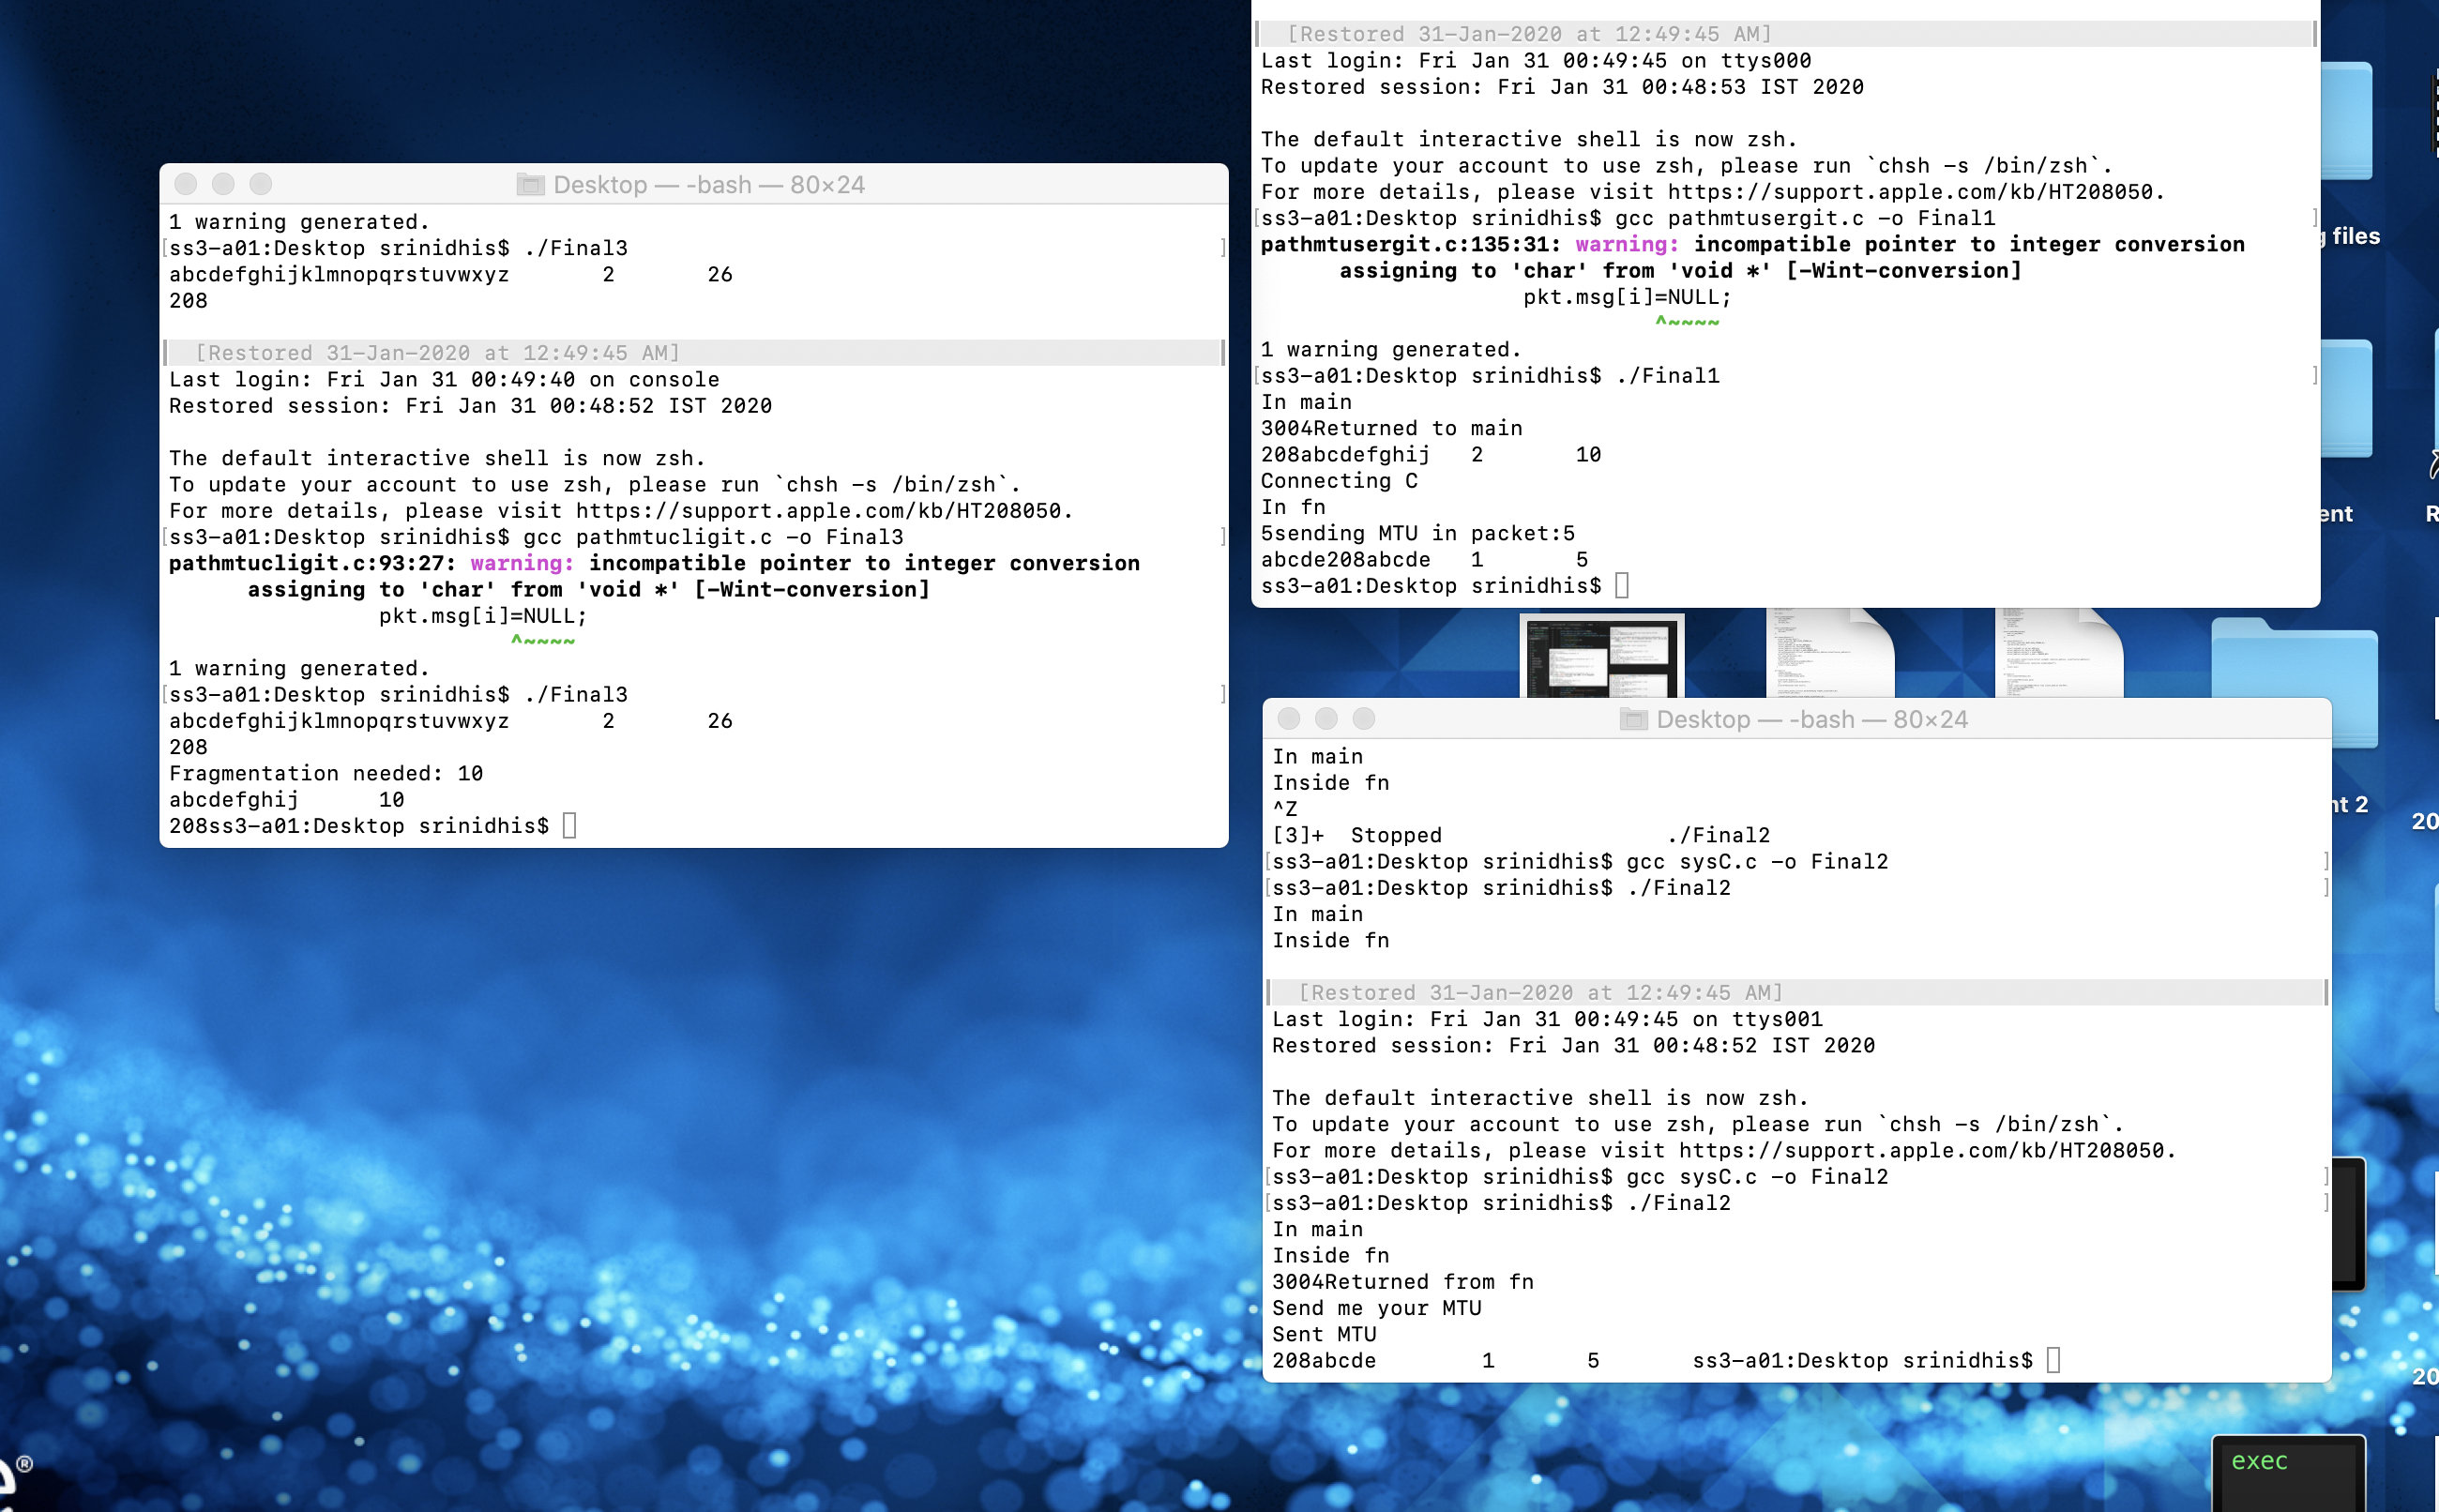 Desktop — -bash — 80×24
1 warning generated.
[ss3-a01:Desktop srinidhis$ ./Final3 ]
abcdefghijklmnopqrstuvwxyz 2 26
208
[Restored 31-Jan-2020 at 12:49:45 AM]
Last login: Fri Jan 31 00:49:40 on console
Restored session: Fri Jan 31 00:48:52 IST 2020
The default interactive shell is now zsh.
To update your account to use zsh, please run `chsh -s /bin/zsh`.
For more details, please visit https://support.apple.com/kb/HT208050.
[ss3-a01:Desktop srinidhis$ gcc pathmtucligit.c -o Final3 ]
pathmtucligit.c:93:27: warning: incompatible pointer to integer conversion
assigning to 'char' from 'void *' [-Wint-conversion]
pkt.msg[i]=NULL;
^~~~~
1 warning generated.
[ss3-a01:Desktop srinidhis$ ./Final3 ]
abcdefghijklmnopqrstuvwxyz 2 26
208
Fragmentation needed: 10
abcdefghij 10
208ss3-a01:Desktop srinidhis$
[Restored 31-Jan-2020 at 12:49:45 AM]
Last login: Fri Jan 31 00:49:45 on ttys000
Restored session: Fri Jan 31 00:48:53 IST 2020
The default interactive shell is now zsh.
To update your account to use zsh, please run `chsh -s /bin/zsh`.
For more details, please visit https://support.apple.com/kb/HT208050.
[ss3-a01:Desktop srinidhis$ gcc pathmtusergit.c -o Final1 ]
pathmtusergit.c:135:31: warning: incompatible pointer to integer conversion
assigning to 'char' from 'void *' [-Wint-conversion]
pkt.msg[i]=NULL;
^~~~~
1 warning generated.
[ss3-a01:Desktop srinidhis$ ./Final1 ]
In main
3004Returned to main
208abcdefghij 2 10
Connecting C
In fn
5sending MTU in packet:5
abcde208abcde 1 5
ss3-a01:Desktop srinidhis$
Desktop — -bash — 80×24
In main
Inside fn
^Z
[3]+ Stopped ./Final2
[ss3-a01:Desktop srinidhis$ gcc sysC.c -o Final2 ]
[ss3-a01:Desktop srinidhis$ ./Final2 ]
In main
Inside fn
[Restored 31-Jan-2020 at 12:49:45 AM]
Last login: Fri Jan 31 00:49:45 on ttys001
Restored session: Fri Jan 31 00:48:52 IST 2020
The default interactive shell is now zsh.
To update your account to use zsh, please run `chsh -s /bin/zsh`.
For more details, please visit https://support.apple.com/kb/HT208050.
[ss3-a01:Desktop srinidhis$ gcc sysC.c -o Final2 ]
[ss3-a01:Desktop srinidhis$ ./Final2 ]
In main
Inside fn
3004Returned from fn
Send me your MTU
Sent MTU
208abcde 1 5 ss3-a01:Desktop srinidhis$
files
2
20
20
exec